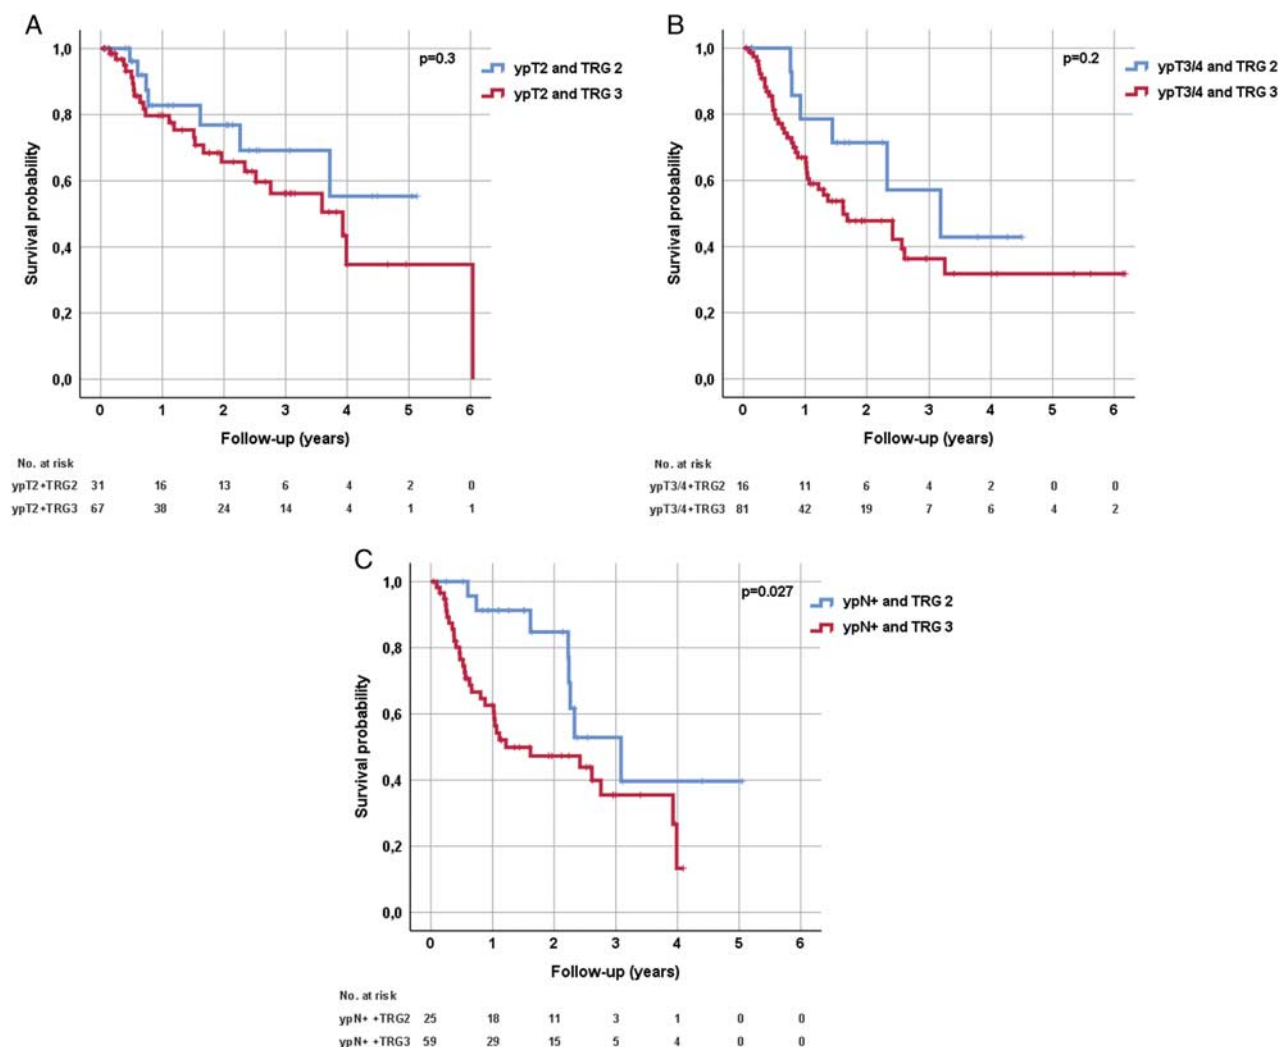 A
1,0
0,8
0,6
0,4
0,2
0,0
Survival probability
p=0.3
ypT2 and TRG 2
ypT2 and TRG 3
0 1 2 3 4 5 6
Follow-up (years)
No. at risk
ypT2+TRG2 31 16 13 6 4 2 0
ypT2+TRG3 67 38 24 14 4 1 1
B
1,0
0,8
0,6
0,4
0,2
0,0
Survival probability
p=0.2
ypT3/4 and TRG 2
ypT3/4 and TRG 3
0 1 2 3 4 5 6
Follow-up (years)
No. at risk
ypT3/4+TRG2 16 11 6 4 2 0 0
ypT3/4+TRG3 81 42 19 7 6 4 2
C
1,0
0,8
0,6
0,4
0,2
0,0
Survival probability
p=0.027
ypN+ and TRG 2
ypN+ and TRG 3
0 1 2 3 4 5 6
Follow-up (years)
No. at risk
ypN+ +TRG2 25 18 11 3 1 0 0
ypN+ +TRG3 59 29 15 5 4 0 0